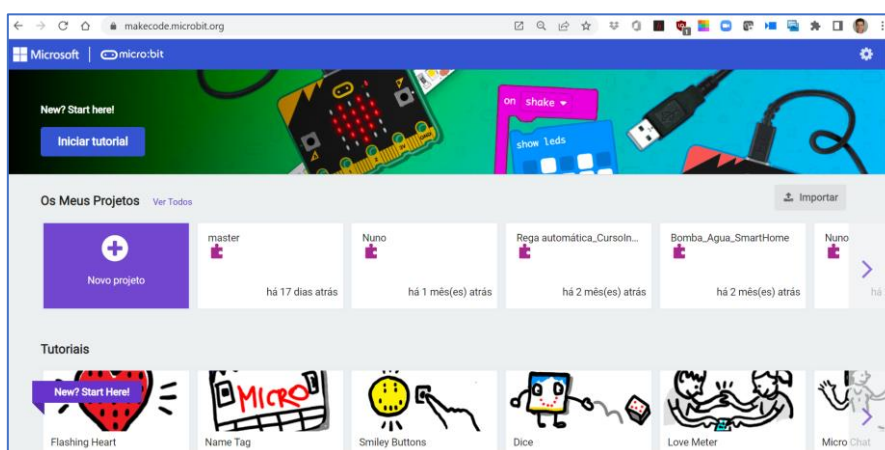 makecode.microbit.org
1
Microsoft | micro:bit
New? Start here!
Iniciar tutorial
on shake
show leds
Os Meus Projetos Ver Todos
Importar
Novo projeto
master
há 17 dias atrás
Nuno
há 1 mês(es) atrás
Rega automática_CursoIn...
há 2 mês(es) atrás
Bomba_Agua_SmartHome
há 2 mês(es) atrás
Nuno
há
Tutoriais
New? Start Here!
Flashing Heart
MICRO
Name Tag
Smiley Buttons
Dice
Love Meter
Micro Chat